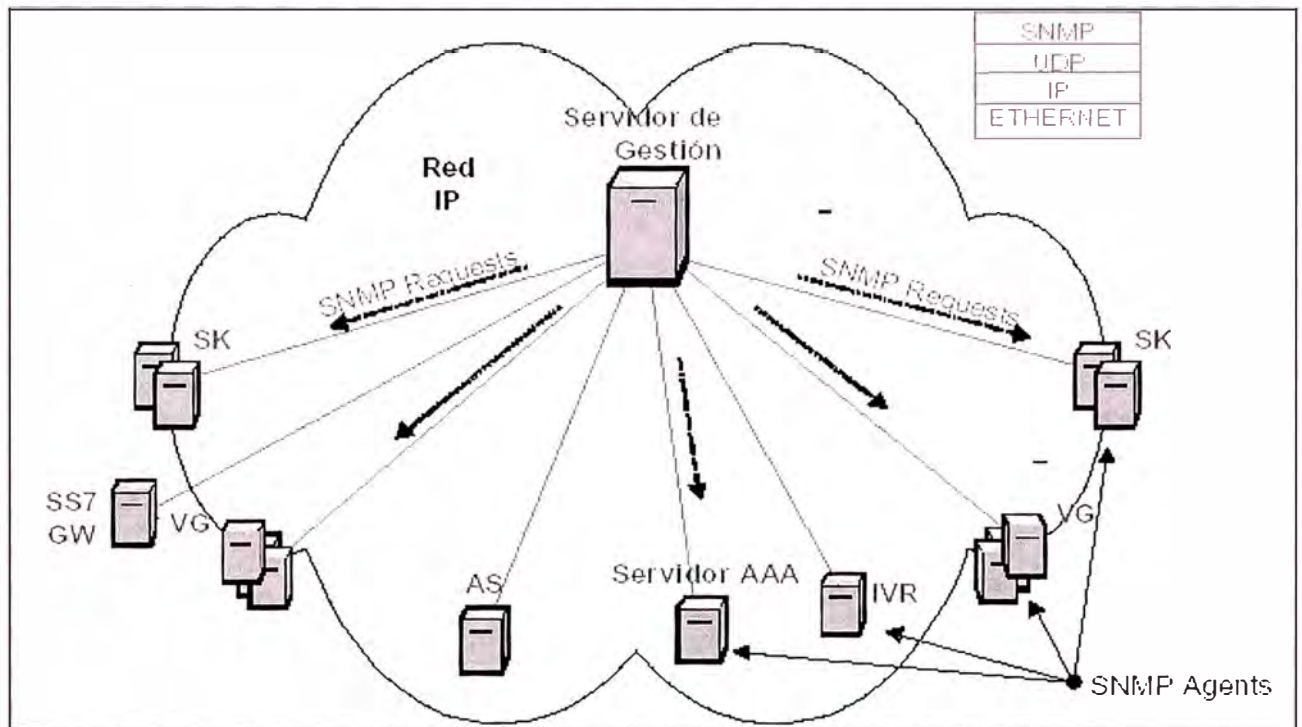 SNMP
UDP
IP
ETHERNET
Servidor de
Gestión
Red
IP
SNMP Requests
SNMP Requests
SK
SK
SS7
GW
VG
VG
AS
Servidor AAA
IVR
SNMP Agents